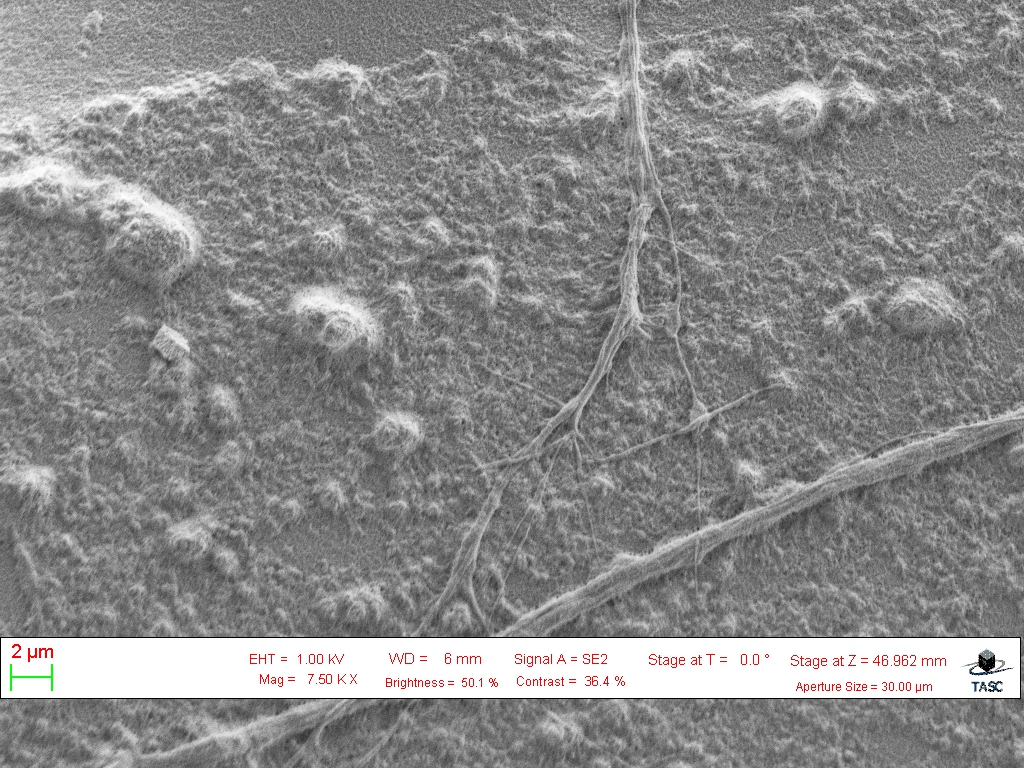 2 µm
EHT = 1.00 kV WD = 6 mm Signal A = SE2 Stage at T = 0.0 ° Stage at Z = 46.962 mm
Mag = 7.50 K X Brightness = 50.1 % Contrast = 36.4 % Aperture Size = 30.00 µm
TASC